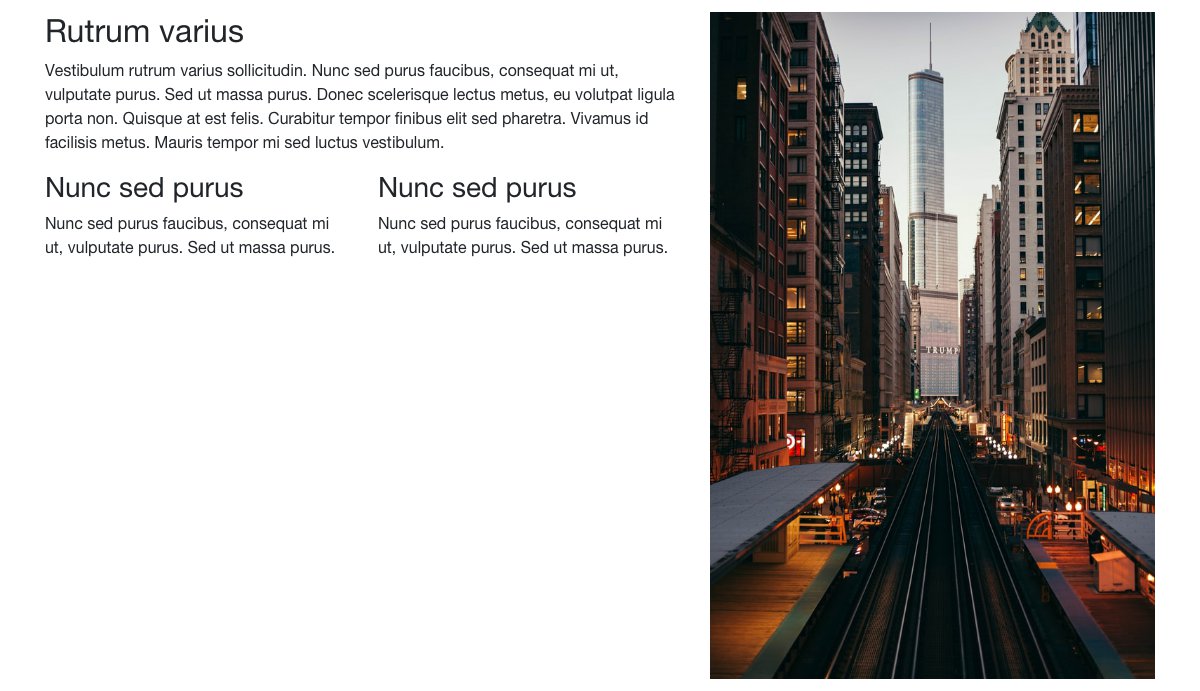 Rutrum varius
Vestibulum rutrum varius sollicitudin. Nunc sed purus faucibus, consequat mi ut,
vulputate purus. Sed ut massa purus. Donec scelerisque lectus metus, eu volutpat ligula
porta non. Quisque at est felis. Curabitur tempor finibus elit sed pharetra. Vivamus id
facilisis metus. Mauris tempor mi sed luctus vestibulum.
Nunc sed purus
Nunc sed purus faucibus, consequat mi
ut, vulputate purus. Sed ut massa purus.
Nunc sed purus
Nunc sed purus faucibus, consequat mi
ut, vulputate purus. Sed ut massa purus.
TRUMP